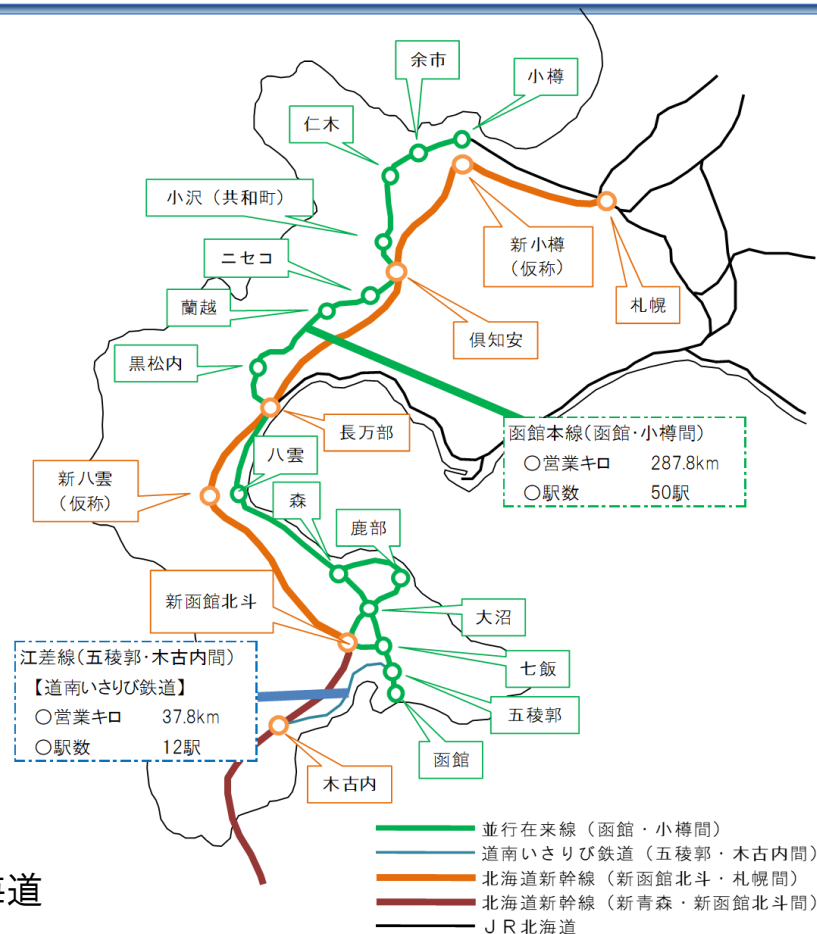 余市
小樽
仁木
小沢（共和町）
新小樽
（仮称）
ニセコ
札幌
蘭越
倶知安
黒松内
長万部
函館本線(函館・小樽間)
○営業キロ 287.8km
○駅数 50駅
八雲
新八雲
（仮称）
森
鹿部
新函館北斗
大沼
江差線(五稜郭・木古内間)
【道南いさりび鉄道】
○営業キロ 37.8km
○駅数 12駅
七飯
五稜郭
函館
木古内
並行在来線（函館・小樽間）
道南いさりび鉄道（五稜郭・木古内間）
北海道新幹線（新函館北斗・札幌間）
北海道新幹線（新青森・新函館北斗間）
ＪＲ北海道
道